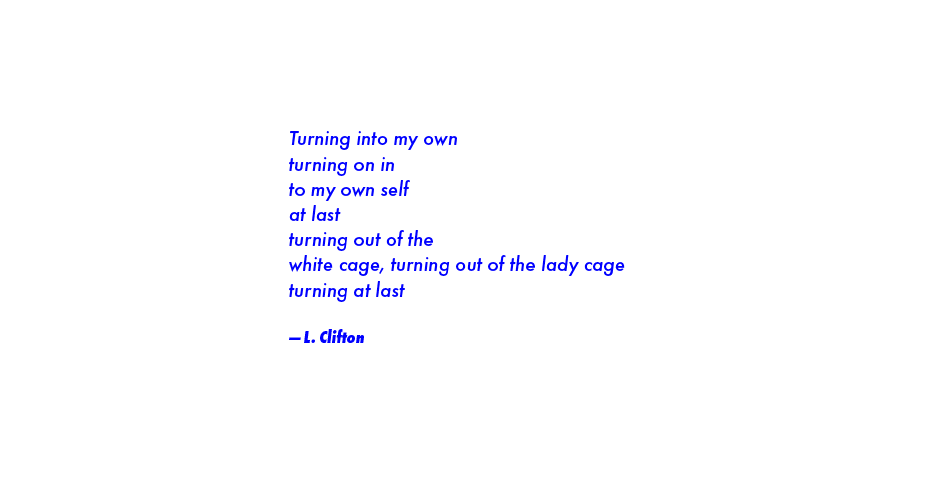 Turning into my own
turning on in
to my own self
at last
turning out of the
white cage, turning out of the lady cage
turning at last
— L. Clifton